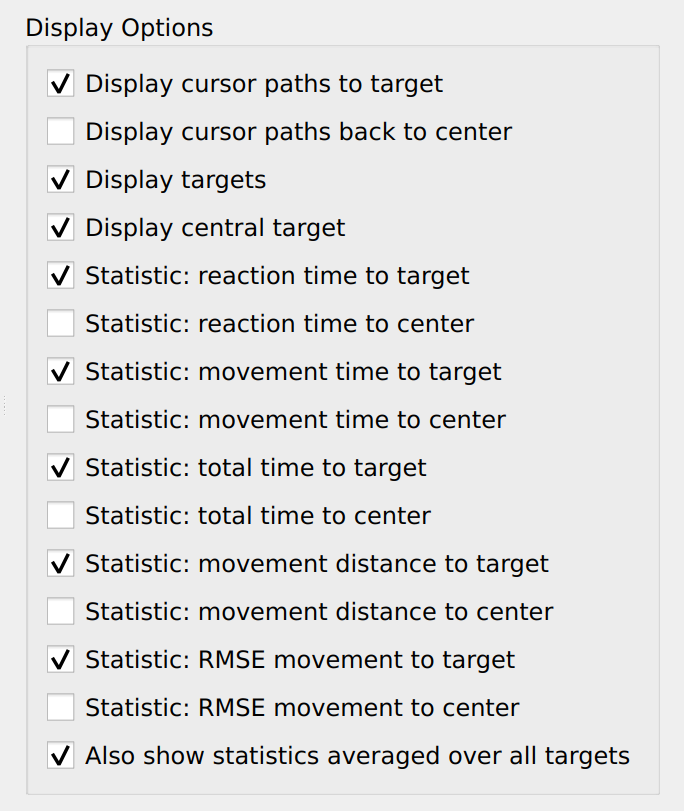 Display Options
Display cursor paths to target
Display cursor paths back to center
Display targets
Display central target
Statistic: reaction time to target
Statistic: reaction time to center
Statistic: movement time to target
Statistic: movement time to center
Statistic: total time to target
Statistic: total time to center
Statistic: movement distance to target
Statistic: movement distance to center
Statistic: RMSE movement to target
Statistic: RMSE movement to center
Also show statistics averaged over all targets